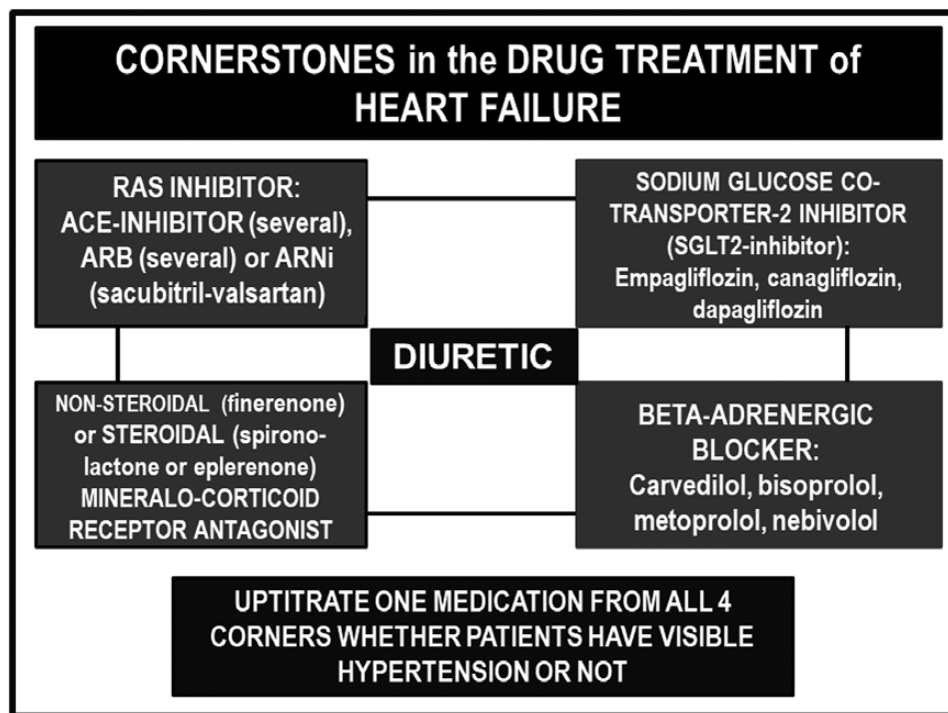 CORNERSTONES in the DRUG TREATMENT of
HEART FAILURE
RAS INHIBITOR:
ACE-INHIBITOR (several),
ARB (several) or ARNi
(sacubitril-valsartan)
SODIUM GLUCOSE CO-
TRANSPORTER-2 INHIBITOR
(SGLT2-inhibitor):
Empagliflozin, canagliflozin,
dapagliflozin
DIURETIC
NON-STEROIDAL (finerenone)
or STEROIDAL (spirono-
lactone or eplerenone)
MINERALO-CORTICOID
RECEPTOR ANTAGONIST
BETA-ADRENERGIC
BLOCKER:
Carvedilol, bisoprolol,
metoprolol, nebivolol
UPTITRATE ONE MEDICATION FROM ALL 4
CORNERS WHETHER PATIENTS HAVE VISIBLE
HYPERTENSION OR NOT